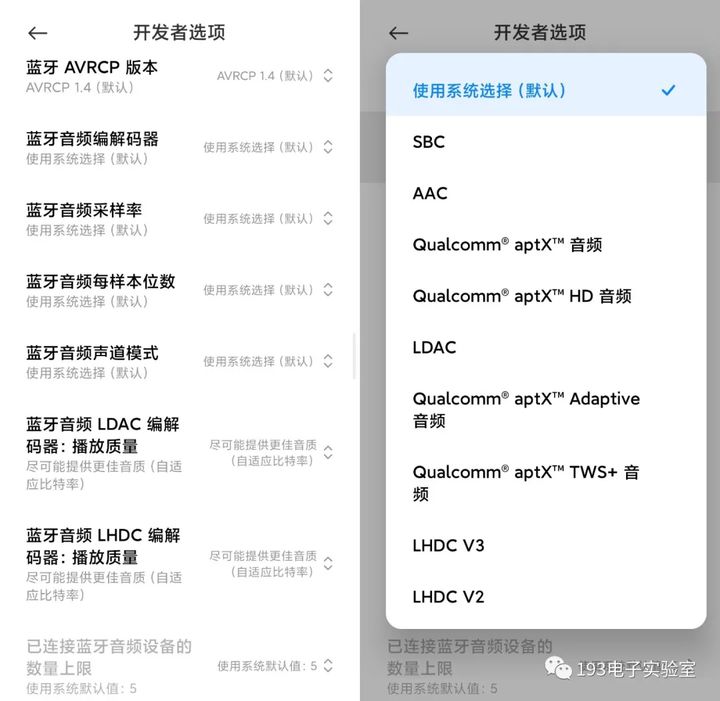 开发者选项
蓝牙 AVRCP 版本
AVRCP 1.4 (默认)
AVRCP 1.4 (默认)
蓝牙音频编解码器
使用系统选择 (默认)
使用系统选择 (默认)
蓝牙音频采样率
使用系统选择 (默认)
使用系统选择 (默认)
蓝牙音频每样本位数
使用系统选择 (默认)
使用系统选择 (默认)
蓝牙音频声道模式
使用系统选择 (默认)
使用系统选择 (默认)
蓝牙音频 LDAC 编解
码器：播放质量
尽可能提供更佳音质 (自适
应比特率)
尽可能提供更佳音质
(自适应比特率)
蓝牙音频 LHDC 编解
码器：播放质量
尽可能提供更佳音质 (自适
应比特率)
尽可能提供更佳音质
(自适应比特率)
已连接蓝牙音频设备的
数量上限
使用系统默认值：5
使用系统默认值：5
开发者选项
使用系统选择 (默认)
SBC
AAC
Qualcomm® aptX™ 音频
Qualcomm® aptX™ HD 音频
LDAC
Qualcomm® aptX™ Adaptive
音频
Qualcomm® aptX™ TWS+ 音
频
LHDC V3
LHDC V2
已连接蓝牙音频设备的
数量上限
使用系统默认值：5
193电子实验室